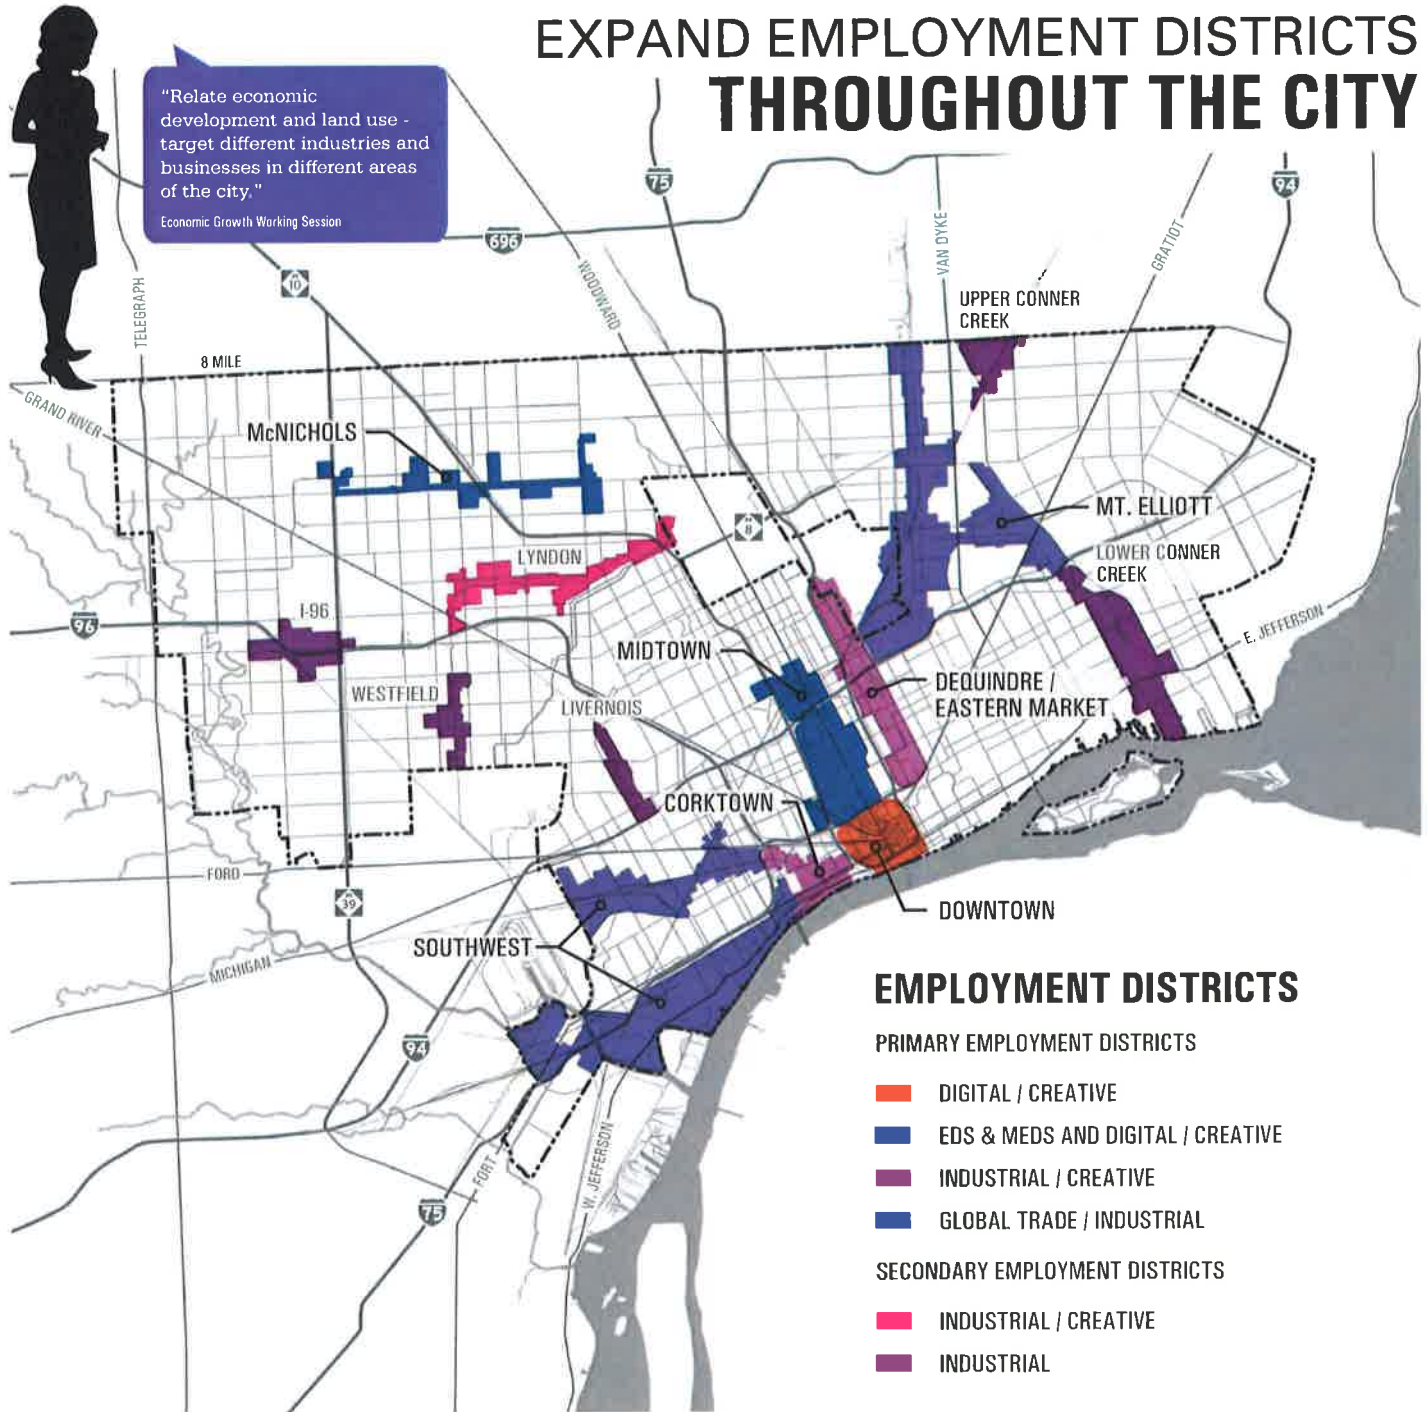 EXPAND EMPLOYMENT DISTRICTS
THROUGHOUT THE CITY
"Relate economic
development and land use -
target different industries and
businesses in different areas
of the city."
Economic Growth Working Session
75
94
696
M
10
WOODWARD
VAN DYKE
GRATIOT
TELEGRAPH
UPPER CONNER
CREEK
8 MILE
GRAND RIVER
McNICHOLS
MT. ELLIOTT
M
8
LYNDON
LOWER CONNER
CREEK
I-96
96
E. JEFFERSON
MIDTOWN
WESTFIELD
LIVERNOIS
DEQUINDRE /
EASTERN MARKET
CORKTOWN
FORD
M
39
DOWNTOWN
SOUTHWEST
MICHIGAN
94
FORT
W. JEFFERSON
75
EMPLOYMENT DISTRICTS
PRIMARY EMPLOYMENT DISTRICTS
DIGITAL / CREATIVE
EDS & MEDS AND DIGITAL / CREATIVE
INDUSTRIAL / CREATIVE
GLOBAL TRADE / INDUSTRIAL
SECONDARY EMPLOYMENT DISTRICTS
INDUSTRIAL / CREATIVE
INDUSTRIAL